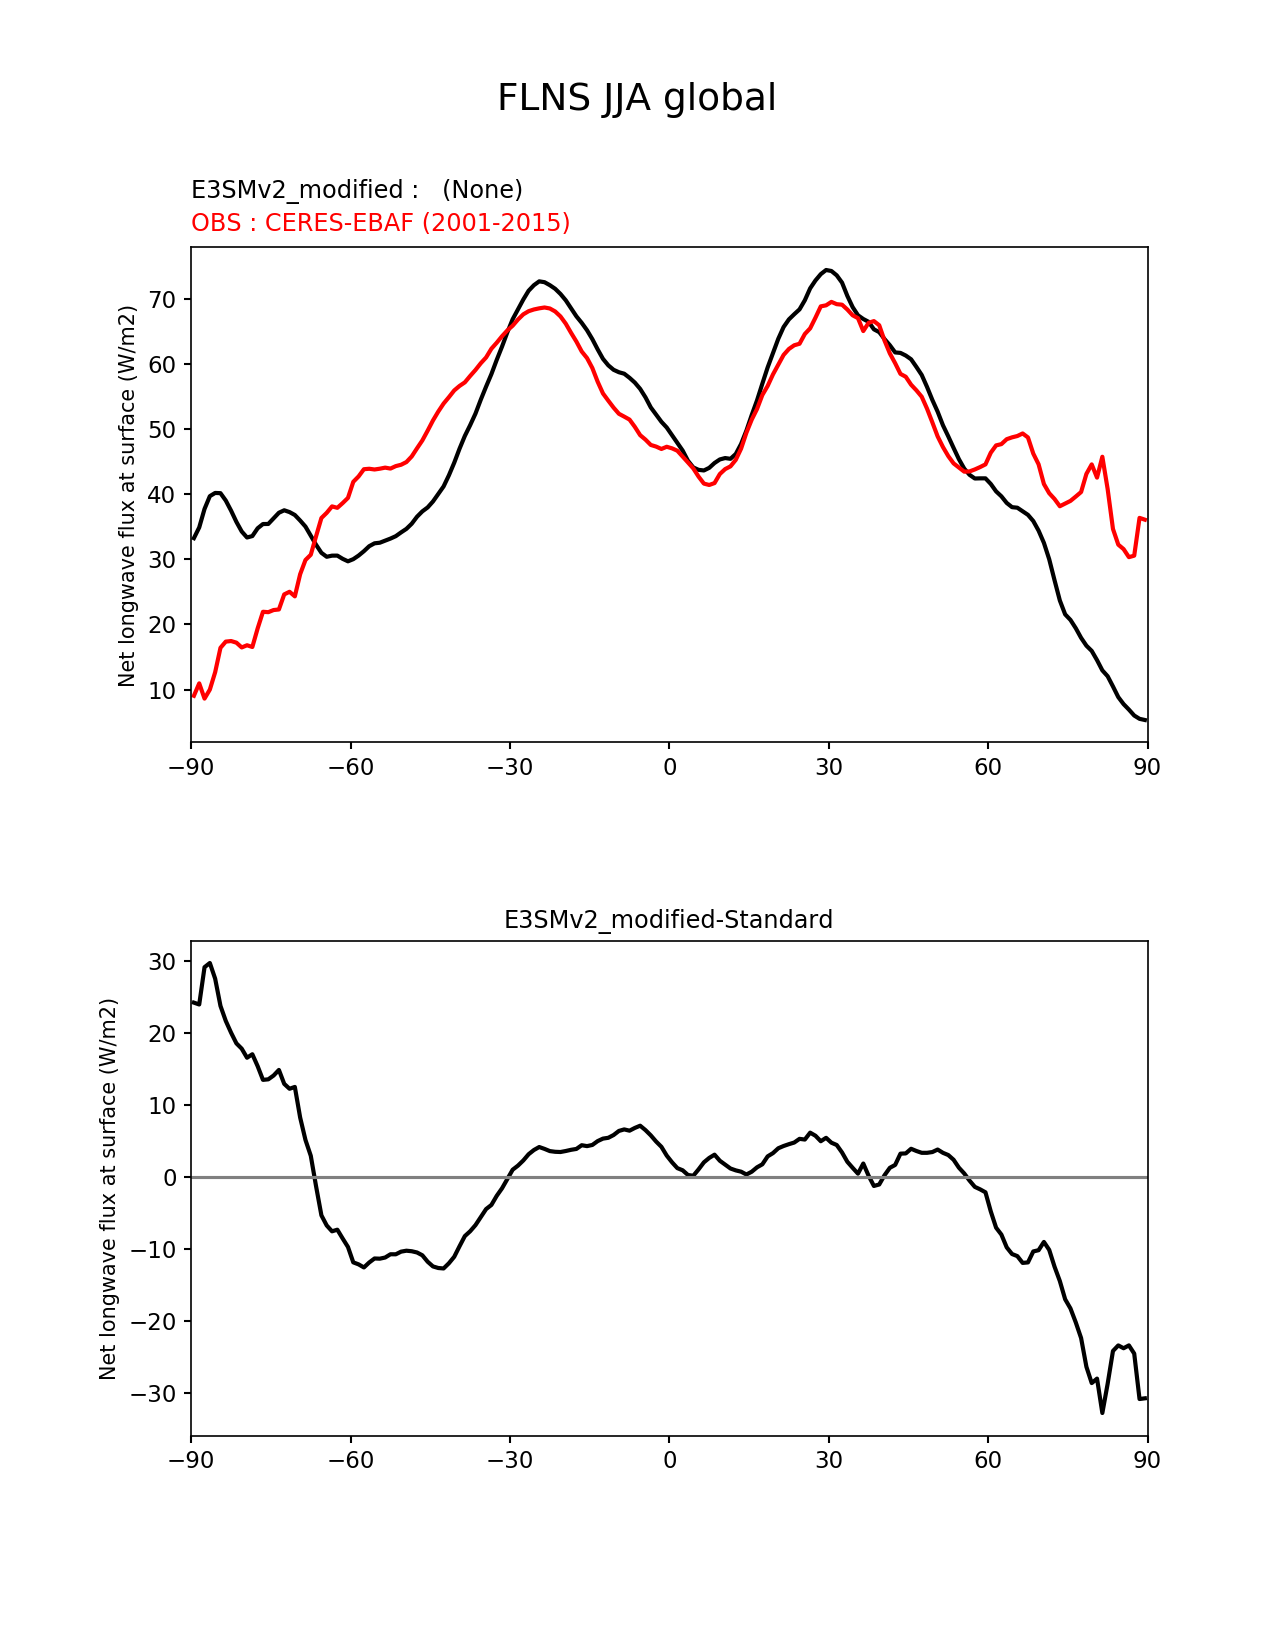 FLNS JJA global
E3SMv2_modified :   (None)
OBS : CERES-EBAF (2001-2015)
Net longwave flux at surface (W/m2)
70
60
50
40
30
20
10
−90 −60 −30 0 30 60 90
E3SMv2_modified-Standard
Net longwave flux at surface (W/m2)
30
20
10
0
−10
−20
−30
−90 −60 −30 0 30 60 90